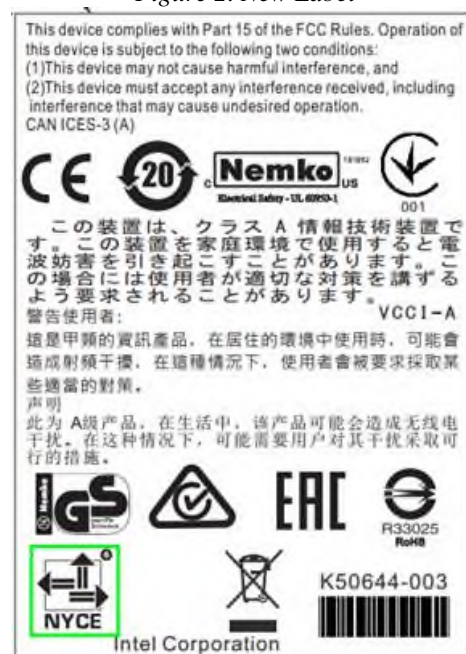 Figure 2: New Label
This device complies with Part 15 of the FCC Rules. Operation of
this device is subject to the following two conditions:
(1)This device may not cause harmful interference, and
(2)This device must accept any interference received, including
interference that may cause undesired operation.
CAN ICES-3 (A)
CE
20
c Nemko US
Electrical Safety - UL 60950-1
001
この装置は、クラス A 情報技術装置で
す。この装置を家庭環境で使用すると電
波妨害を引き起こすことがあります。こ
の場合には使用者が適切な対策を講ずる
よう要求されることがあります。
VCCI-A
警告使用者:
這是甲類的資訊產品，在居住的環境中使用時，可能會
造成射頻干擾，在這種情況下，使用者會被要求採取某
些適當的對策。
声明
此为 A级产品，在生活中，该产品可能会造成无线电
干扰。在这种情况下，可能需要用户对其干扰采取可
行的措施。
Nemko
GS
EAC
R33025
RoHS
NYCE
K50644-003
Intel Corporation